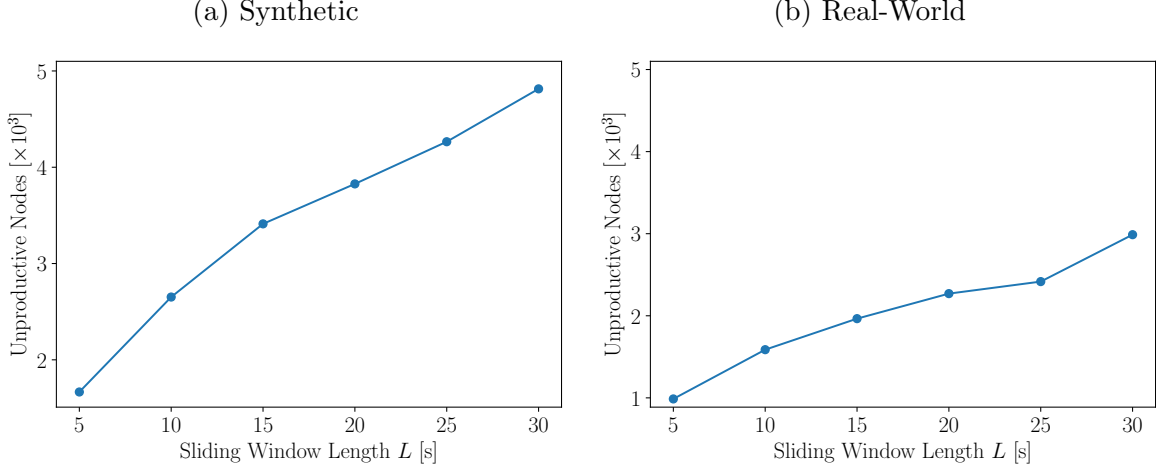 (a) Synthetic
5
4
3
2
Unproductive Nodes [×10³]
5 10 15 20 25 30
Sliding Window Length L [s]
(b) Real-World
5
4
3
2
1
Unproductive Nodes [×10³]
5 10 15 20 25 30
Sliding Window Length L [s]